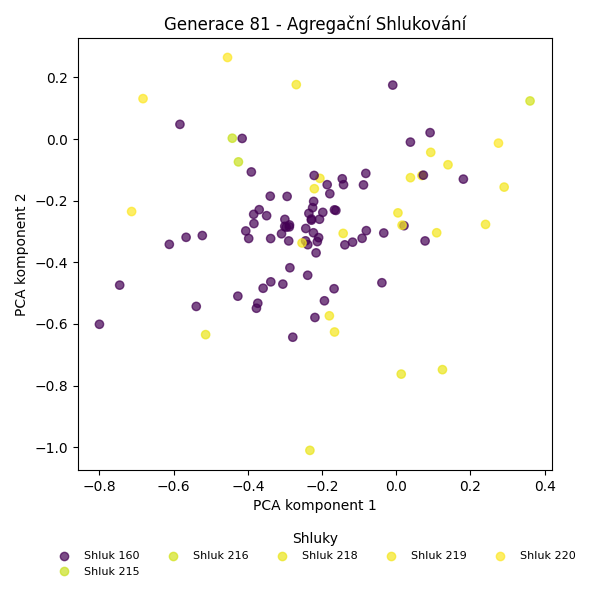 Generace 81 - Agregační Shlukování
0.2
0.0
−0.2
−0.4
−0.6
−0.8
−1.0
PCA komponent 2
−0.8 −0.6 −0.4 −0.2 0.0 0.2 0.4
PCA komponent 1
Shluky
Shluk 160 Shluk 216 Shluk 218 Shluk 219 Shluk 220
Shluk 215